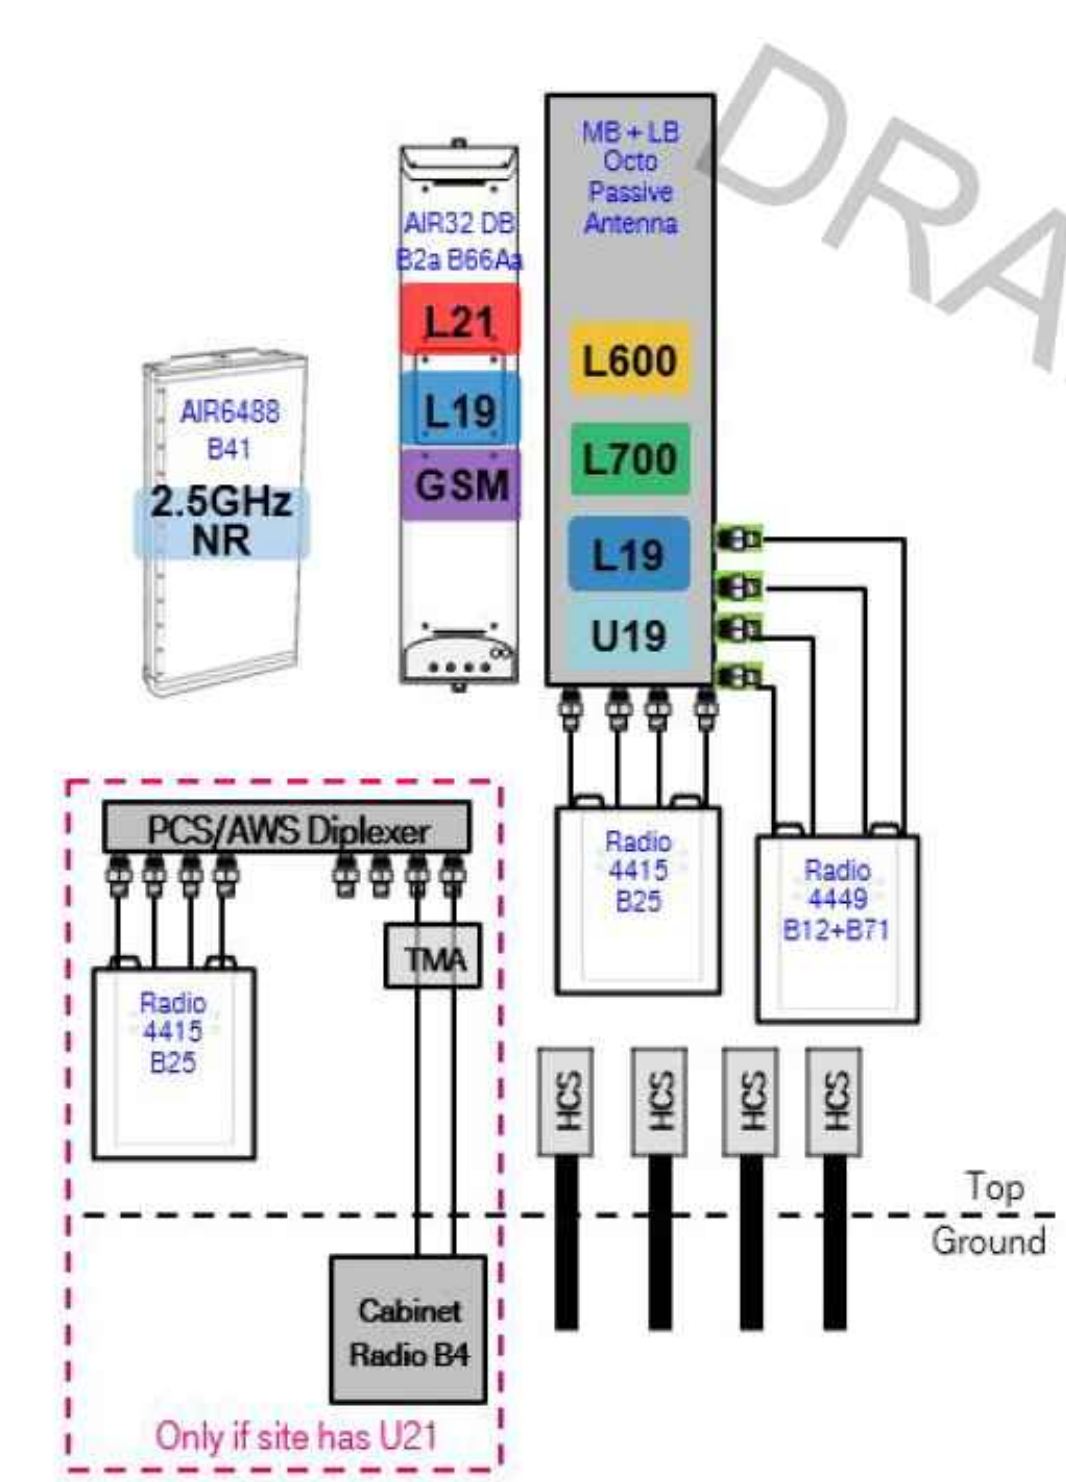 DRA
MB + LB
Octo
Passive
Antenna
AIR32 DB
B2a B66Aa
L21
L19
GSM
L600
L700
L19
U19
AIR6488
B41
2.5GHz
NR
PCS/AWS Diplexer
TMA
Radio
4415
B25
Radio
4415
B25
Radio
4449
B12+B71
HCS
HCS
HCS
HCS
Top
Ground
Cabinet
Radio B4
Only if site has U21